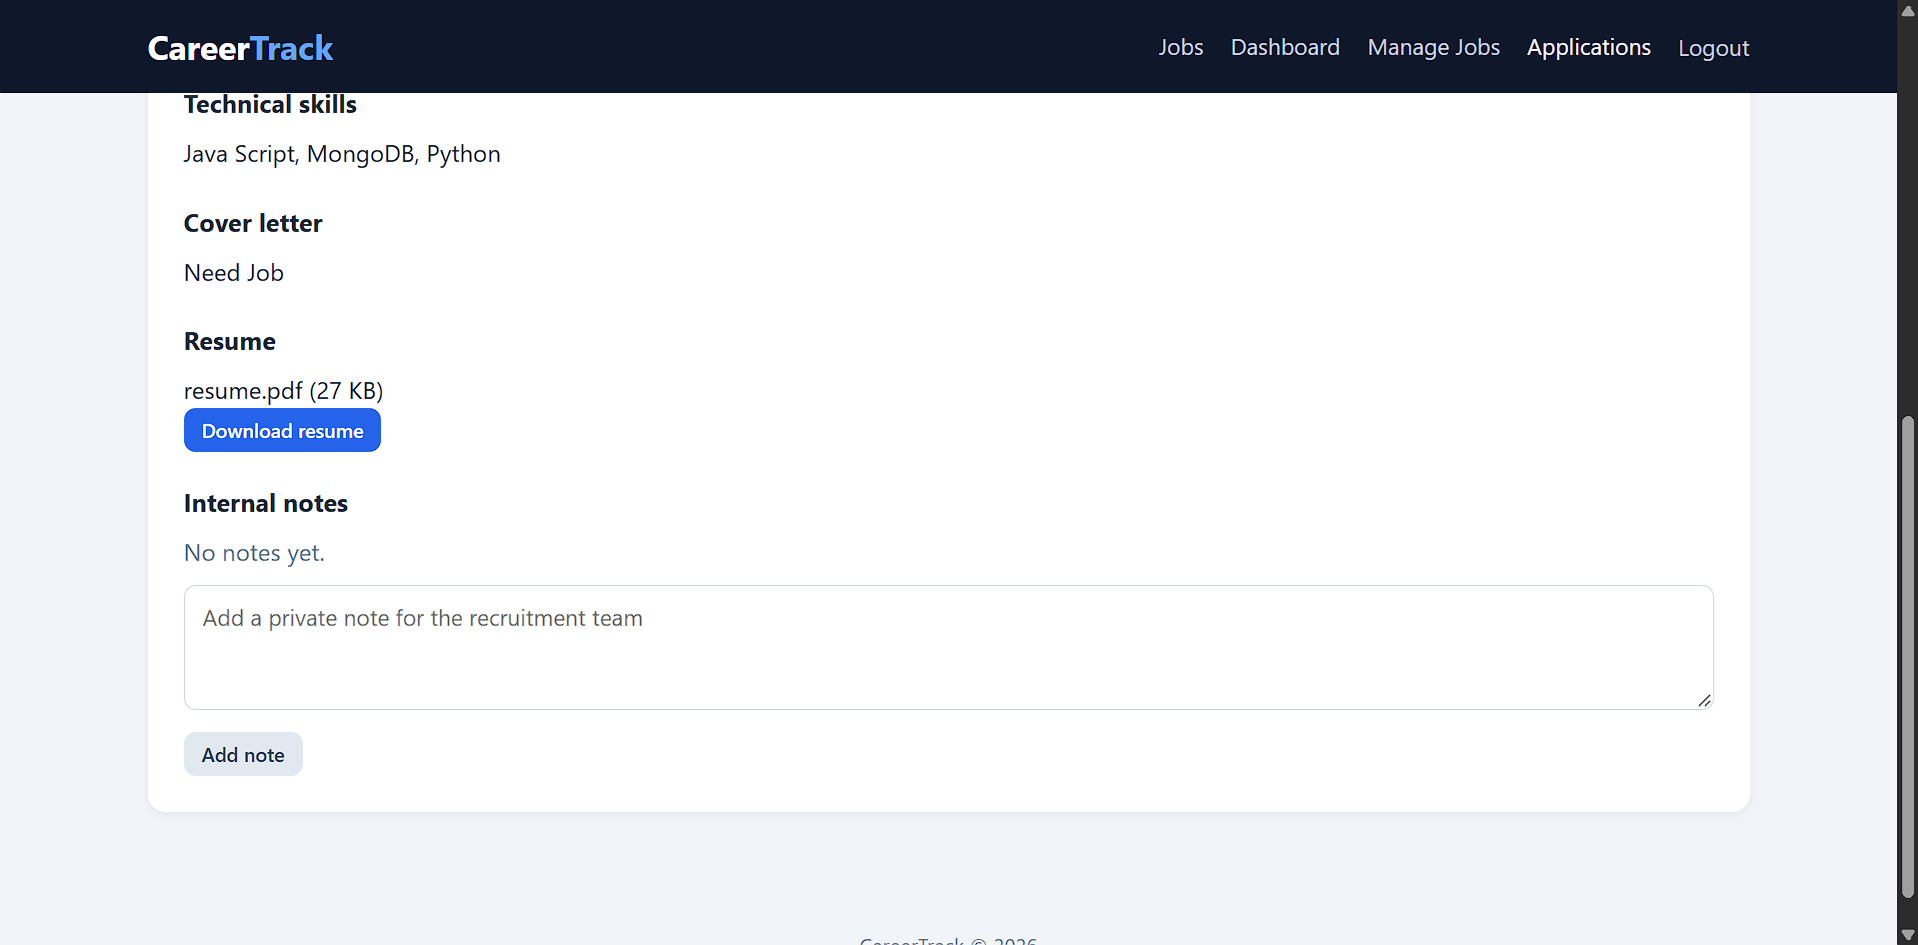 CareerTrack
Jobs Dashboard Manage Jobs Applications Logout
Technical skills
Java Script, MongoDB, Python
Cover letter
Need Job
Resume
resume.pdf (27 KB)
Download resume
Internal notes
No notes yet.
Add a private note for the recruitment team
Add note
CareerTrack © 2026